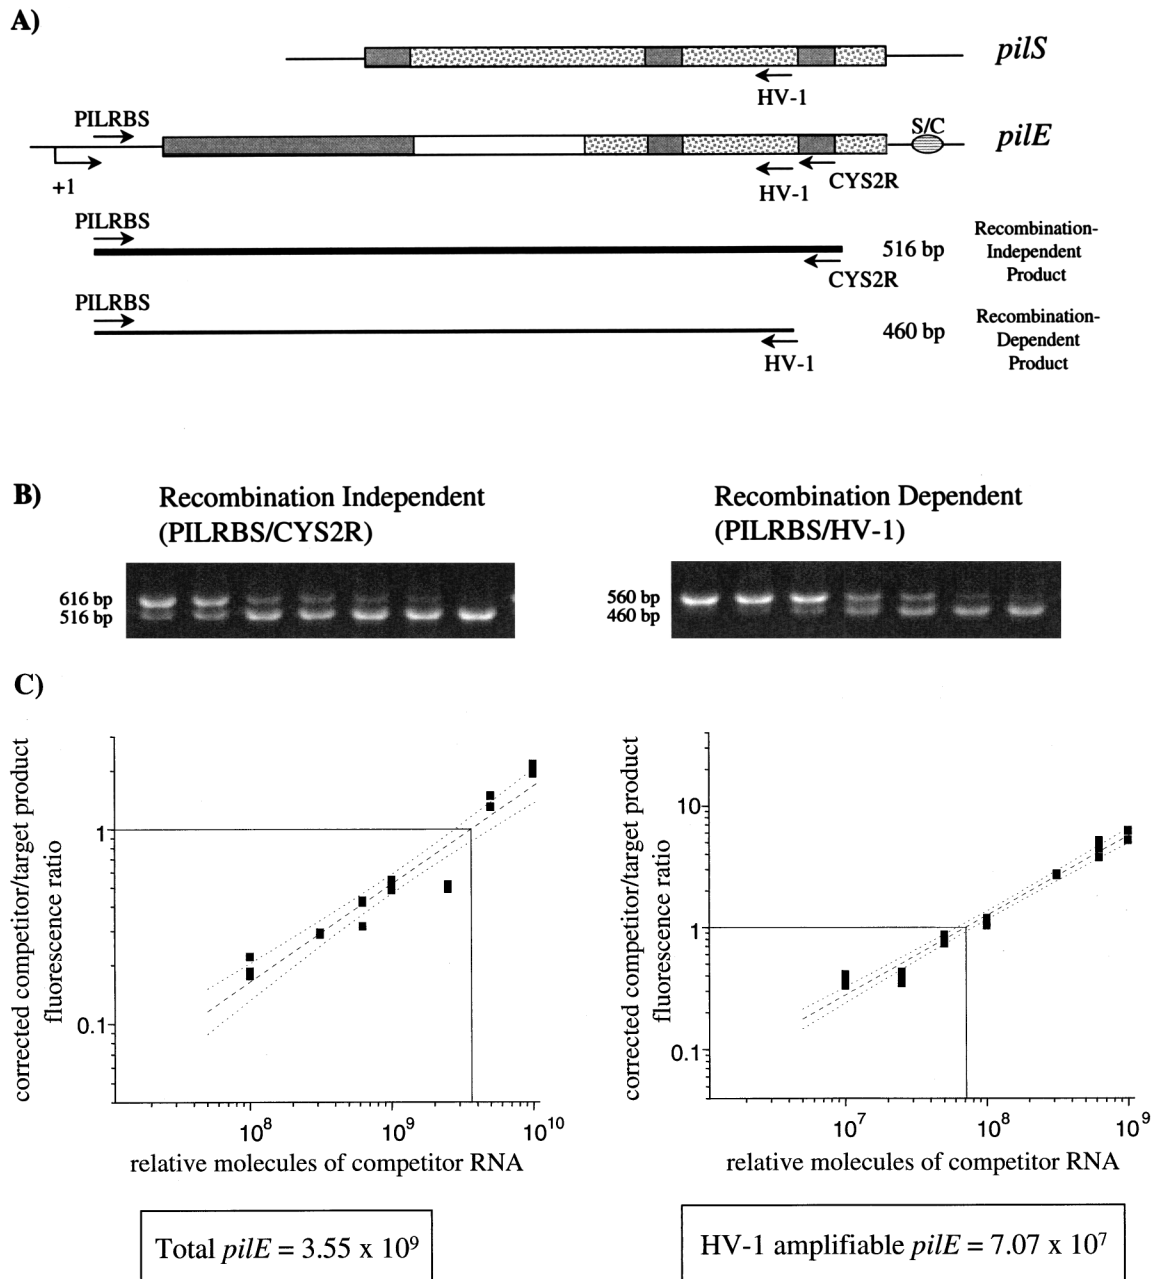 A)
pilS
HV-1
PILRBS
S/C
pilE
+1
HV-1
CYS2R
PILRBS
516 bp
Recombination-
Independent
Product
CYS2R
PILRBS
460 bp
Recombination-
Dependent
Product
HV-1
B)
Recombination Independent
(PILRBS/CYS2R)
616 bp
516 bp
Recombination Dependent
(PILRBS/HV-1)
560 bp
460 bp
C)
corrected competitor/target product
fluorescence ratio
1
0.1
10^8
10^9
10^10
relative molecules of competitor RNA
Total pilE = 3.55 x 10^9
corrected competitor/target product
fluorescence ratio
10
1
0.1
10^7
10^8
10^9
relative molecules of competitor RNA
HV-1 amplifiable pilE = 7.07 x 10^7